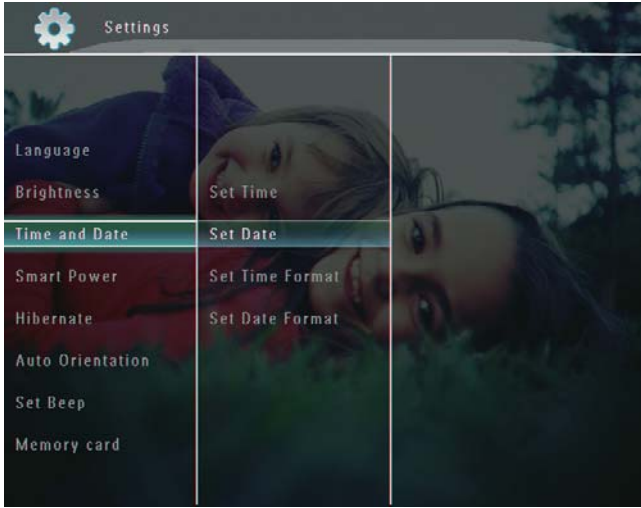 Settings
Language
Brightness
Time and Date
Smart Power
Hibernate
Auto Orientation
Set Beep
Memory card
Set Time
Set Date
Set Time Format
Set Date Format